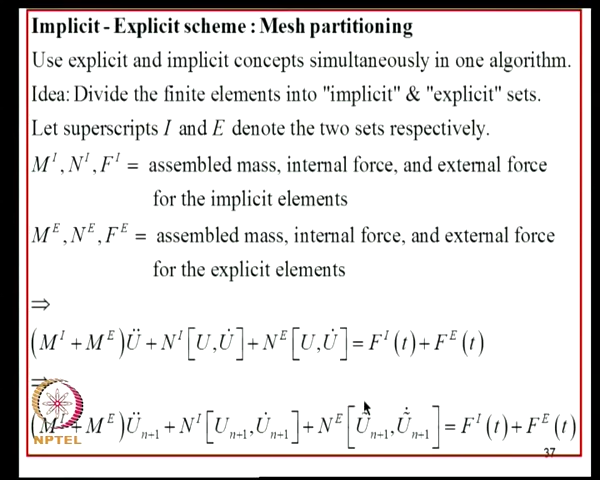 Implicit - Explicit scheme : Mesh partitioning
Use explicit and implicit concepts simultaneously in one algorithm.
Idea: Divide the finite elements into "implicit" & "explicit" sets.
Let superscripts I and E denote the two sets respectively.
M^I, N^I, F^I = assembled mass, internal force, and external force
for the implicit elements
M^E, N^E, F^E = assembled mass, internal force, and external force
for the explicit elements
⇒
(M^I + M^E)Ü + N^I[U, U̇] + N^E[U, U̇] = F^I(t) + F^E(t)
⇒
(M^I + M^E)Ü_{n+1} + N^I[U_{n+1}, U̇_{n+1}] + N^E[Ũ_{n+1}, U̇̃_{n+1}] = F^I(t) + F^E(t)
NPTEL
37